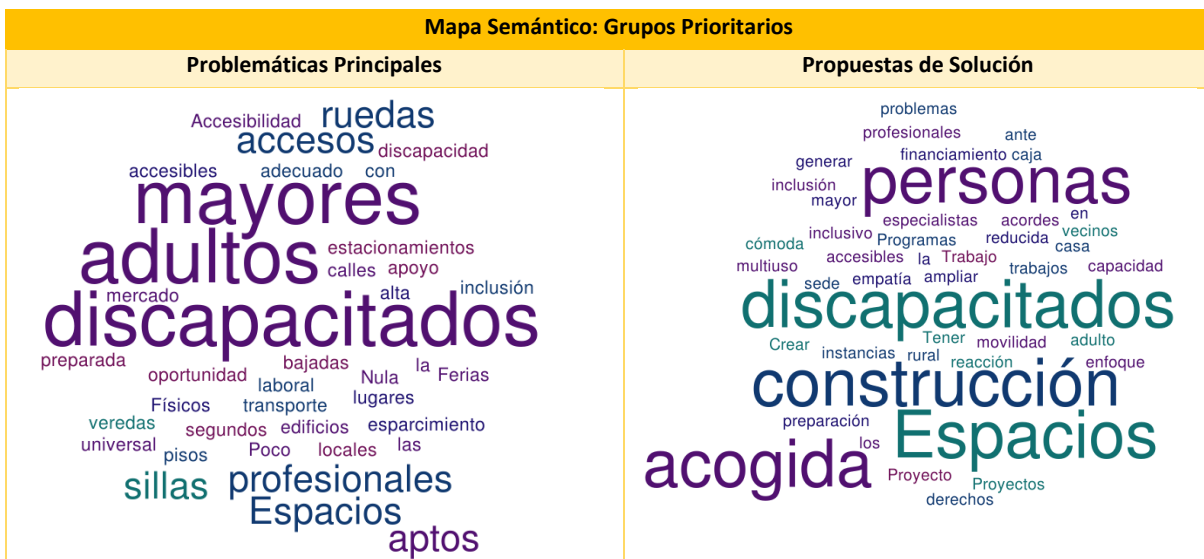 Mapa Semántico: Grupos Prioritarios
Problemáticas Principales
Accesibilidad ruedas
accesos discapacidad
accesibles adecuado con
mayores
adultos estacionamientos
calles apoyo
mercado alta inclusión
discapacitados
preparada bajadas la
oportunidad laboral Nula Ferias
Físicos transporte lugares
veredas segundos edificios esparcimiento
universal pisos Poco locales las
sillas profesionales
Espacios
aptos
Propuestas de Solución
problemas
profesionales ante
generar financiamiento caja
inclusión personas
mayor
especialistas acordes en
cómoda inclusivo Programas reducida vecinos
casa
multiuso accesibles la Trabajo trabajos capacidad
sede empatía ampliar
discapacitados
Crear Tener movilidad adulto
instancias rural reacción enfoque
construcción
preparación
acogida los Espacios
Proyecto Proyectos
derechos